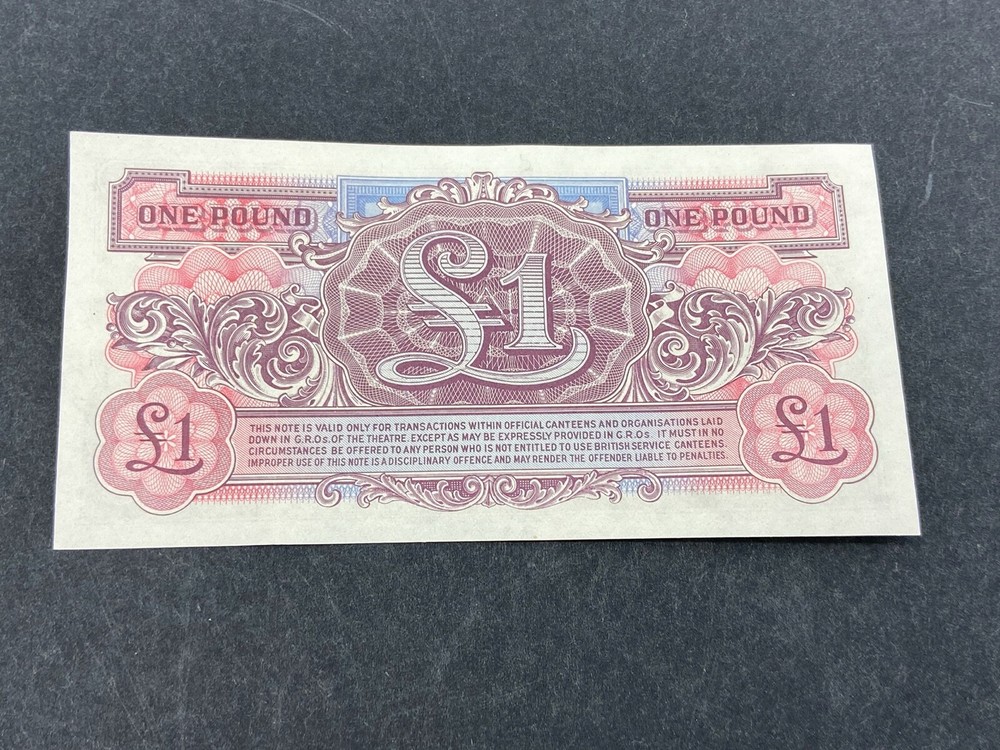 ONE POUND
ONE POUND
£1
£1
THIS NOTE IS VALID ONLY FOR TRANSACTIONS WITHIN OFFICIAL CANTEENS AND ORGANISATIONS LAID
DOWN IN G.R.Os. OF THE THEATRE. EXCEPT AS MAY BE EXPRESSLY PROVIDED IN G.R.Os. IT MUST IN NO
CIRCUMSTANCES BE OFFERED TO ANY PERSON WHO IS NOT ENTITLED TO USE BRITISH SERVICE CANTEENS.
IMPROPER USE OF THIS NOTE IS A DISCIPLINARY OFFENCE AND MAY RENDER THE OFFENDER LIABLE TO PENALTIES.
£1